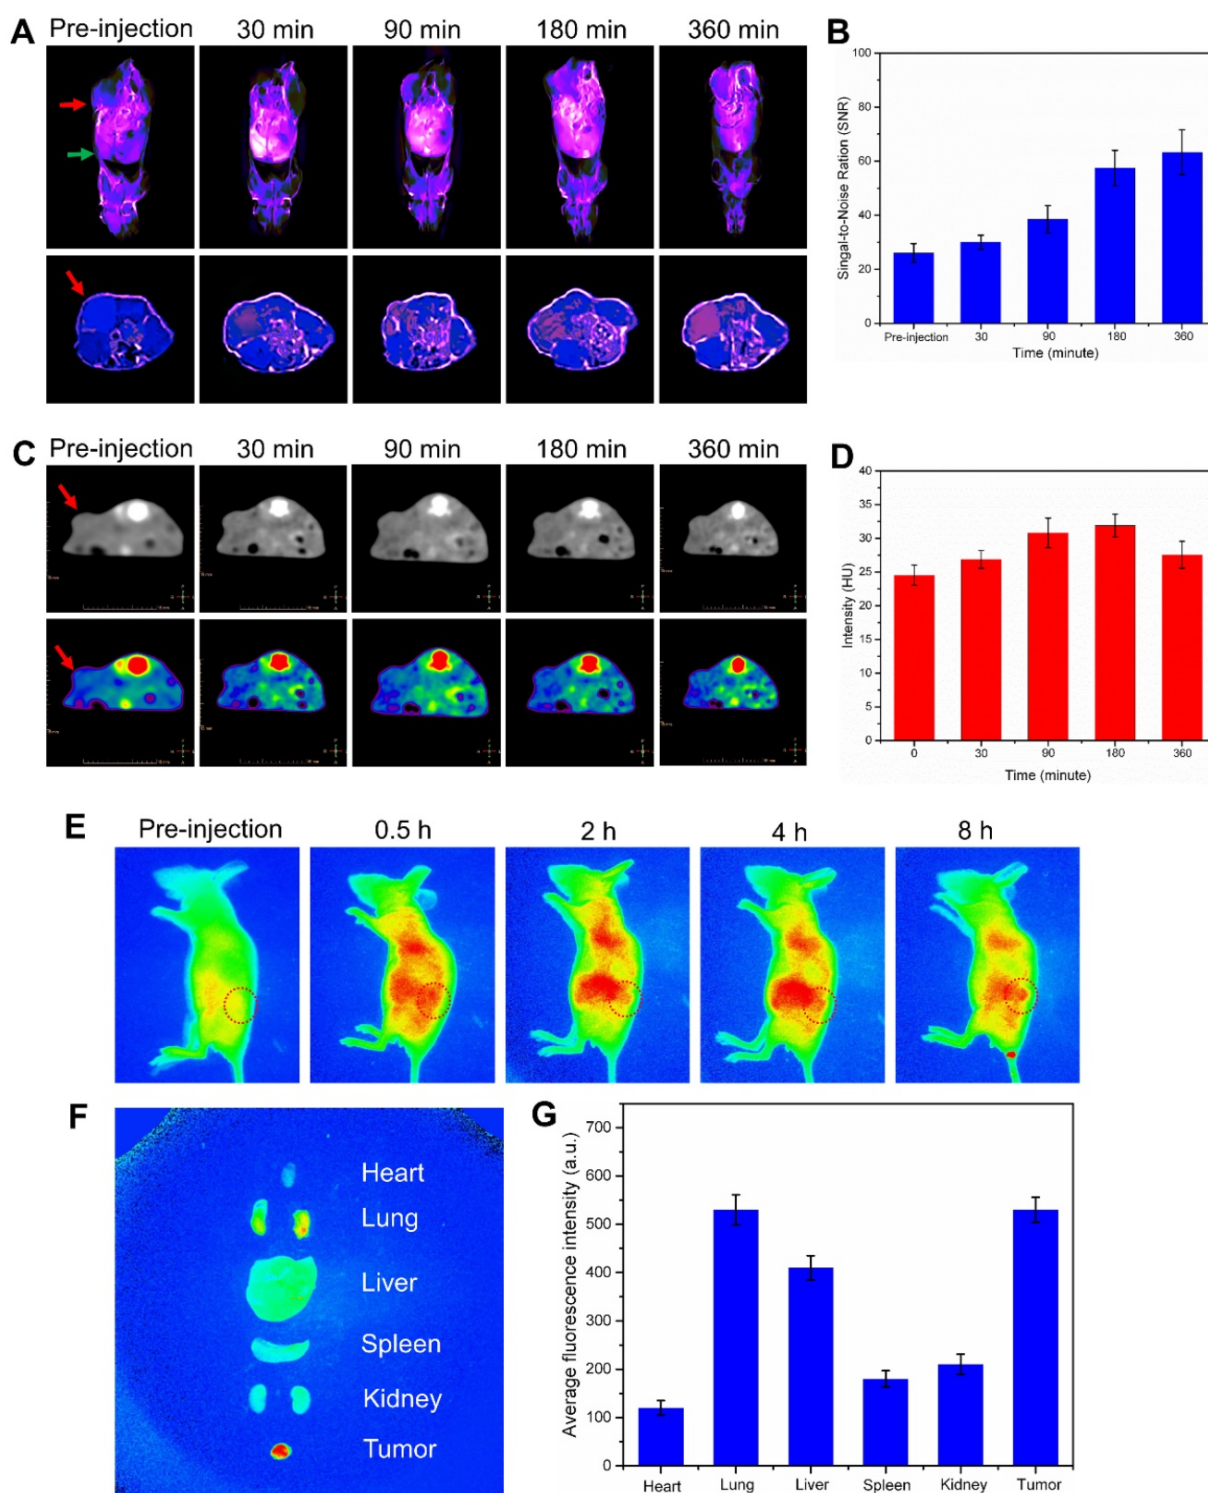 A
Pre-injection 30 min 90 min 180 min 360 min
B
100
80
60
40
20
0
Singal-to-Noise Ration (SNR)
Pre-injection 30 90 180 360
Time (minute)
C
Pre-injection 30 min 90 min 180 min 360 min
D
40
35
30
25
20
15
10
5
0
Intensity (HU)
0 30 90 180 360
Time (minute)
E
Pre-injection 0.5 h 2 h 4 h 8 h
F
Heart
Lung
Liver
Spleen
Kidney
Tumor
G
700
600
500
400
300
200
100
0
Average fluorescence intensity (a.u.)
Heart Lung Liver Spleen Kidney Tumor